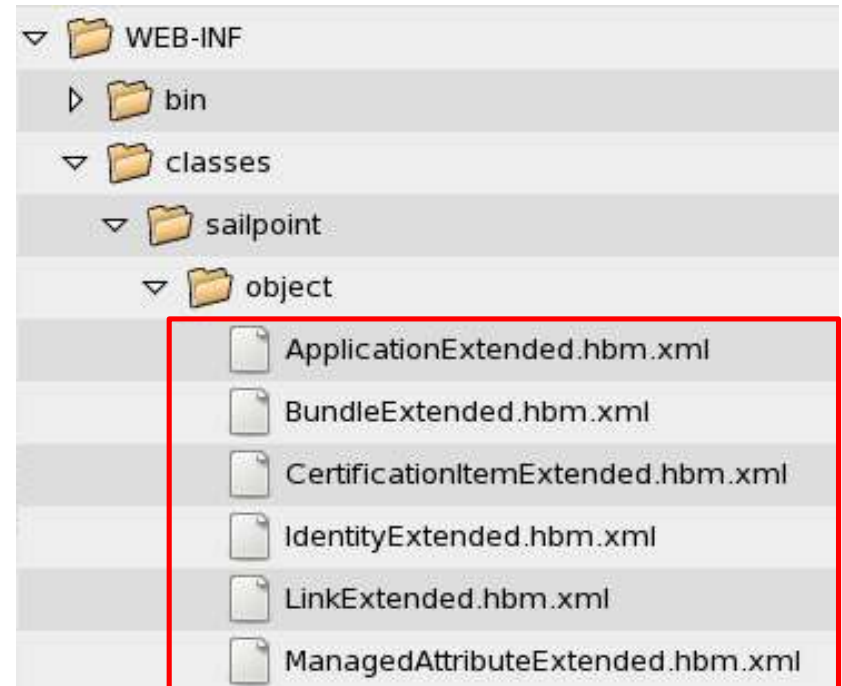 WEB-INF
bin
classes
sailpoint
object
ApplicationExtended.hbm.xml
BundleExtended.hbm.xml
CertificationItemExtended.hbm.xml
IdentityExtended.hbm.xml
LinkExtended.hbm.xml
ManagedAttributeExtended.hbm.xml